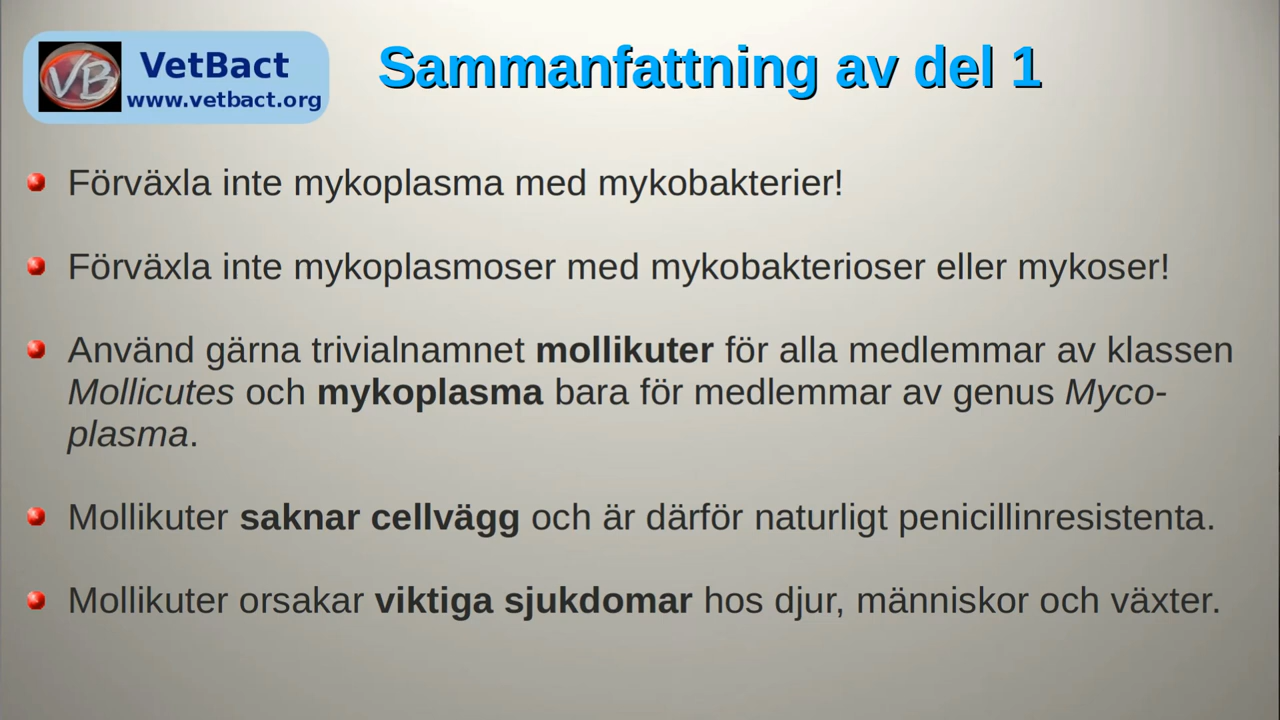 VB
VetBact
www.vetbact.org
Sammanfattning av del 1
Förväxla inte mykoplasma med mykobakterier!
Förväxla inte mykoplasmoser med mykobakterioser eller mykoser!
Använd gärna trivialnamnet mollikuter för alla medlemmar av klassen
Mollicutes och mykoplasma bara för medlemmar av genus Myco-
plasma.
Mollikuter saknar cellvägg och är därför naturligt penicillinresistenta.
Mollikuter orsakar viktiga sjukdomar hos djur, människor och växter.